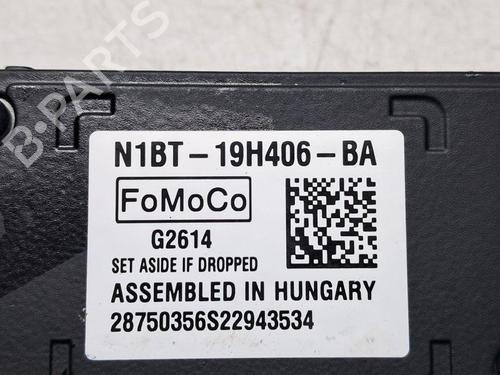 B-PARTS
N1BT-19H406-BA
FoMoCo
G2614
SET ASIDE IF DROPPED
ASSEMBLED IN HUNGARY
28750356S22943534